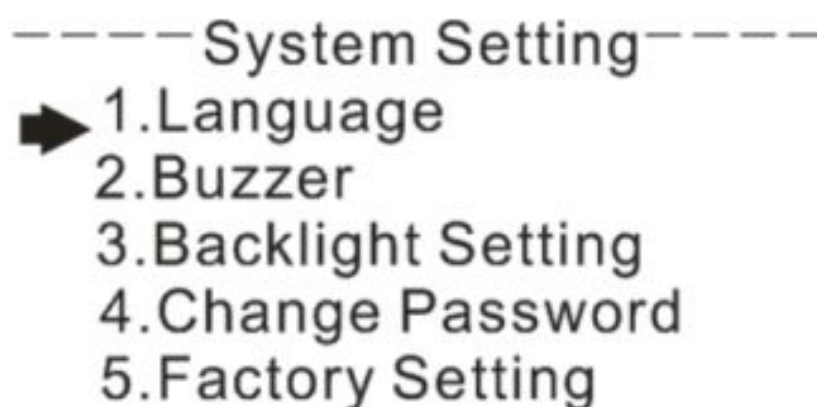 ----System Setting----
1.Language
2.Buzzer
3.Backlight Setting
4.Change Password
5.Factory Setting